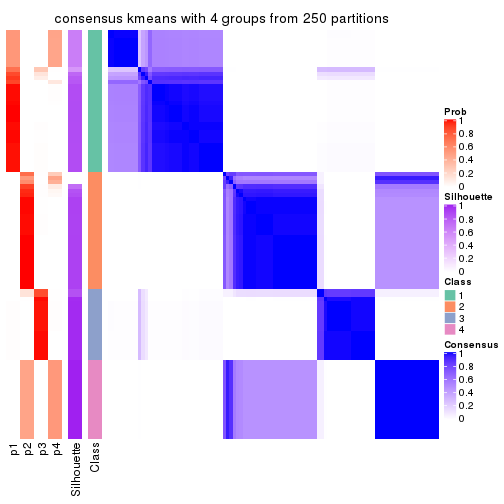 consensus kmeans with 4 groups from 250 partitions
Prob
1
0.8
0.6
0.4
0.2
0
Silhouette
1
0.8
0.6
0.4
0.2
0
Class
1
2
3
4
Consensus
1
0.8
0.6
0.4
0.2
0
p1
p2
p3
p4
Silhouette
Class